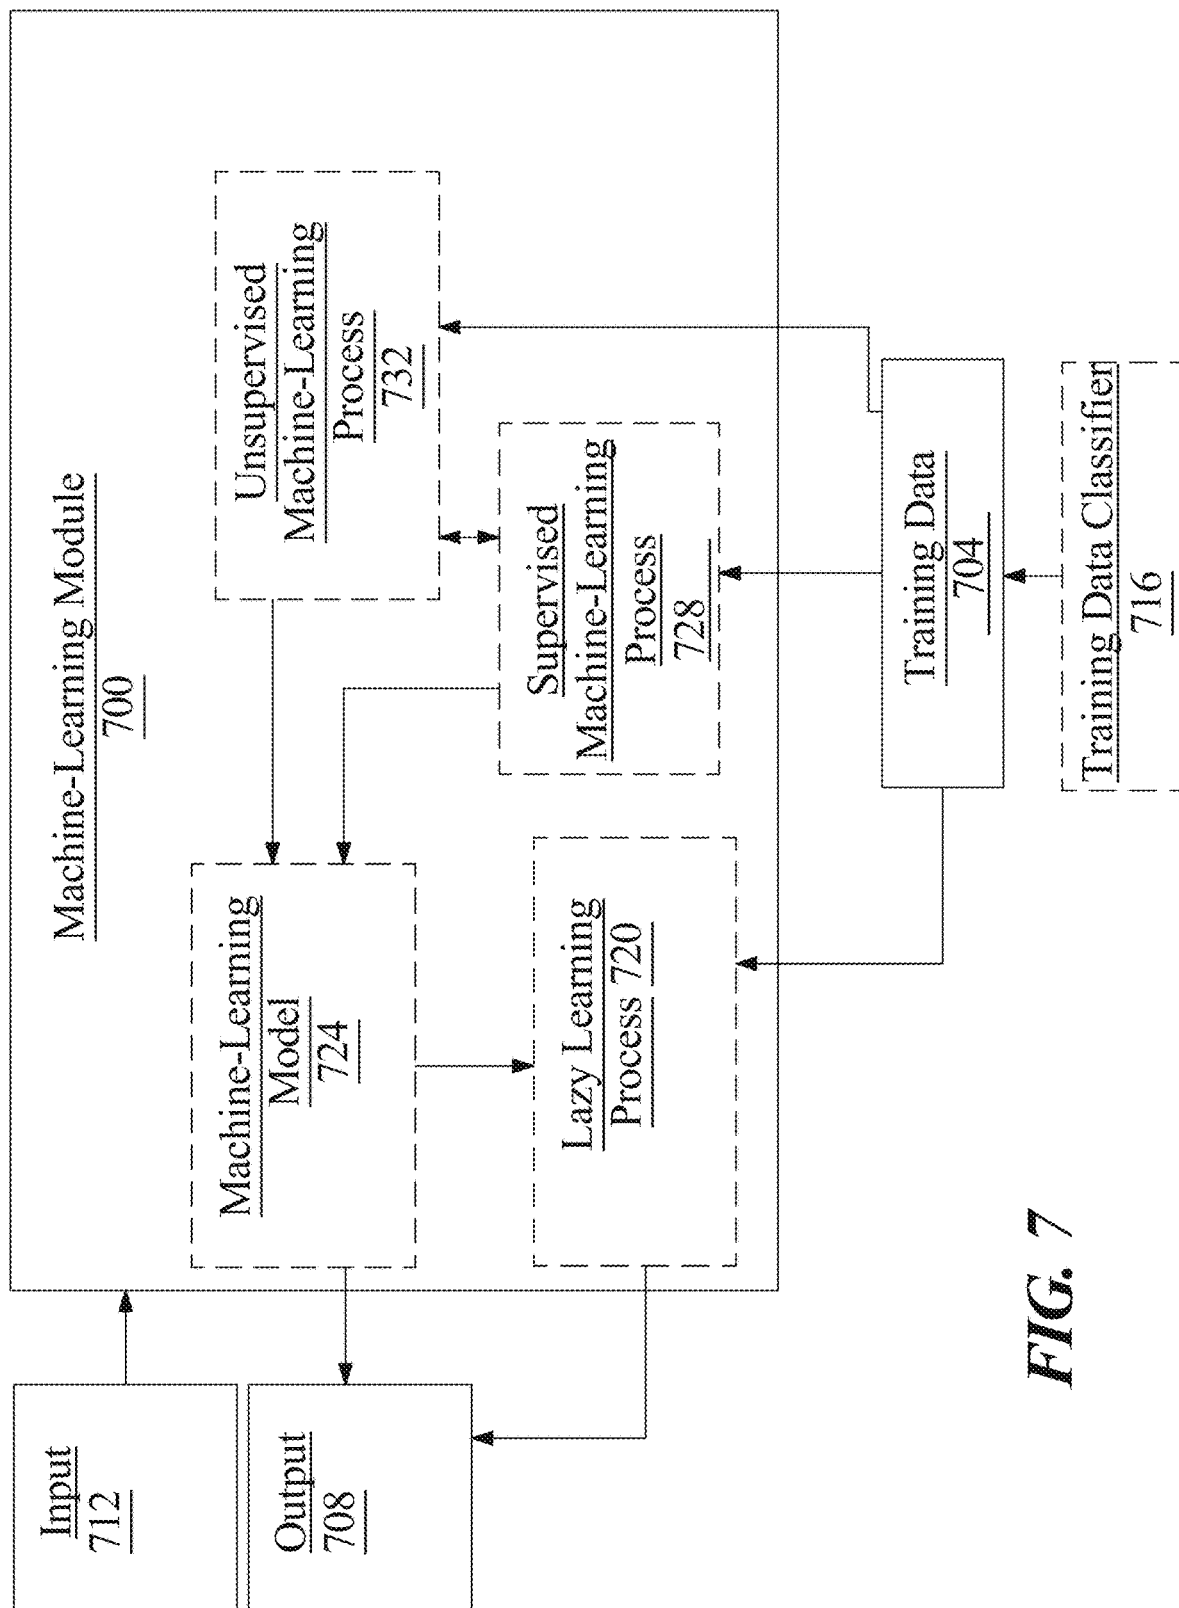 Machine-Learning Module
700
Input
712
Output
708
Machine-Learning
Model
724
Unsupervised
Machine-Learning
Process
732
Supervised
Machine-Learning
Process
728
Lazy Learning
Process 720
Training Data
704
Training Data Classifier
716
FIG. 7